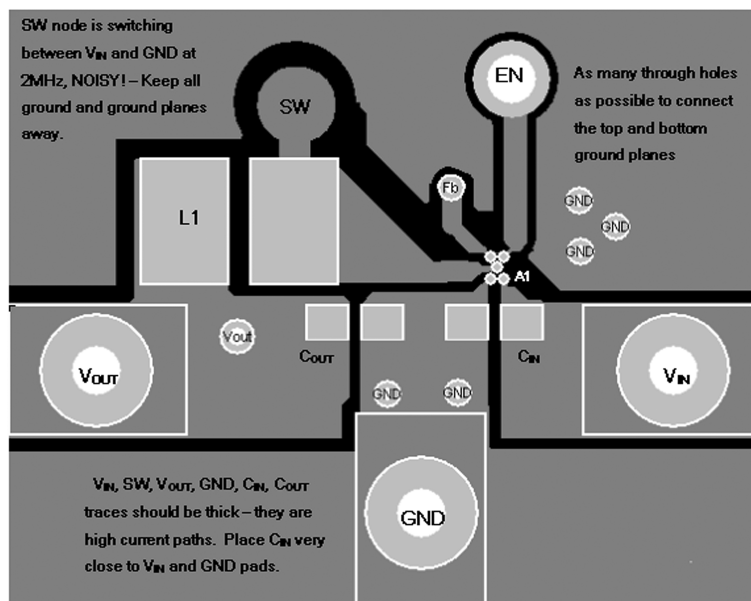 SW node is switching
between VIN and GND at
2MHz, NOISY! – Keep all
ground and ground planes
away.
SW
EN
As many through holes
as possible to connect
the top and bottom
ground planes
Fb
L1
GND
GND
GND
A1
Vout
COUT
CIN
VOUT
VIN
GND
GND
VIN, SW, VOUT, GND, CIN, COUT
traces should be thick – they are
high current paths. Place CIN very
close to VIN and GND pads.
GND